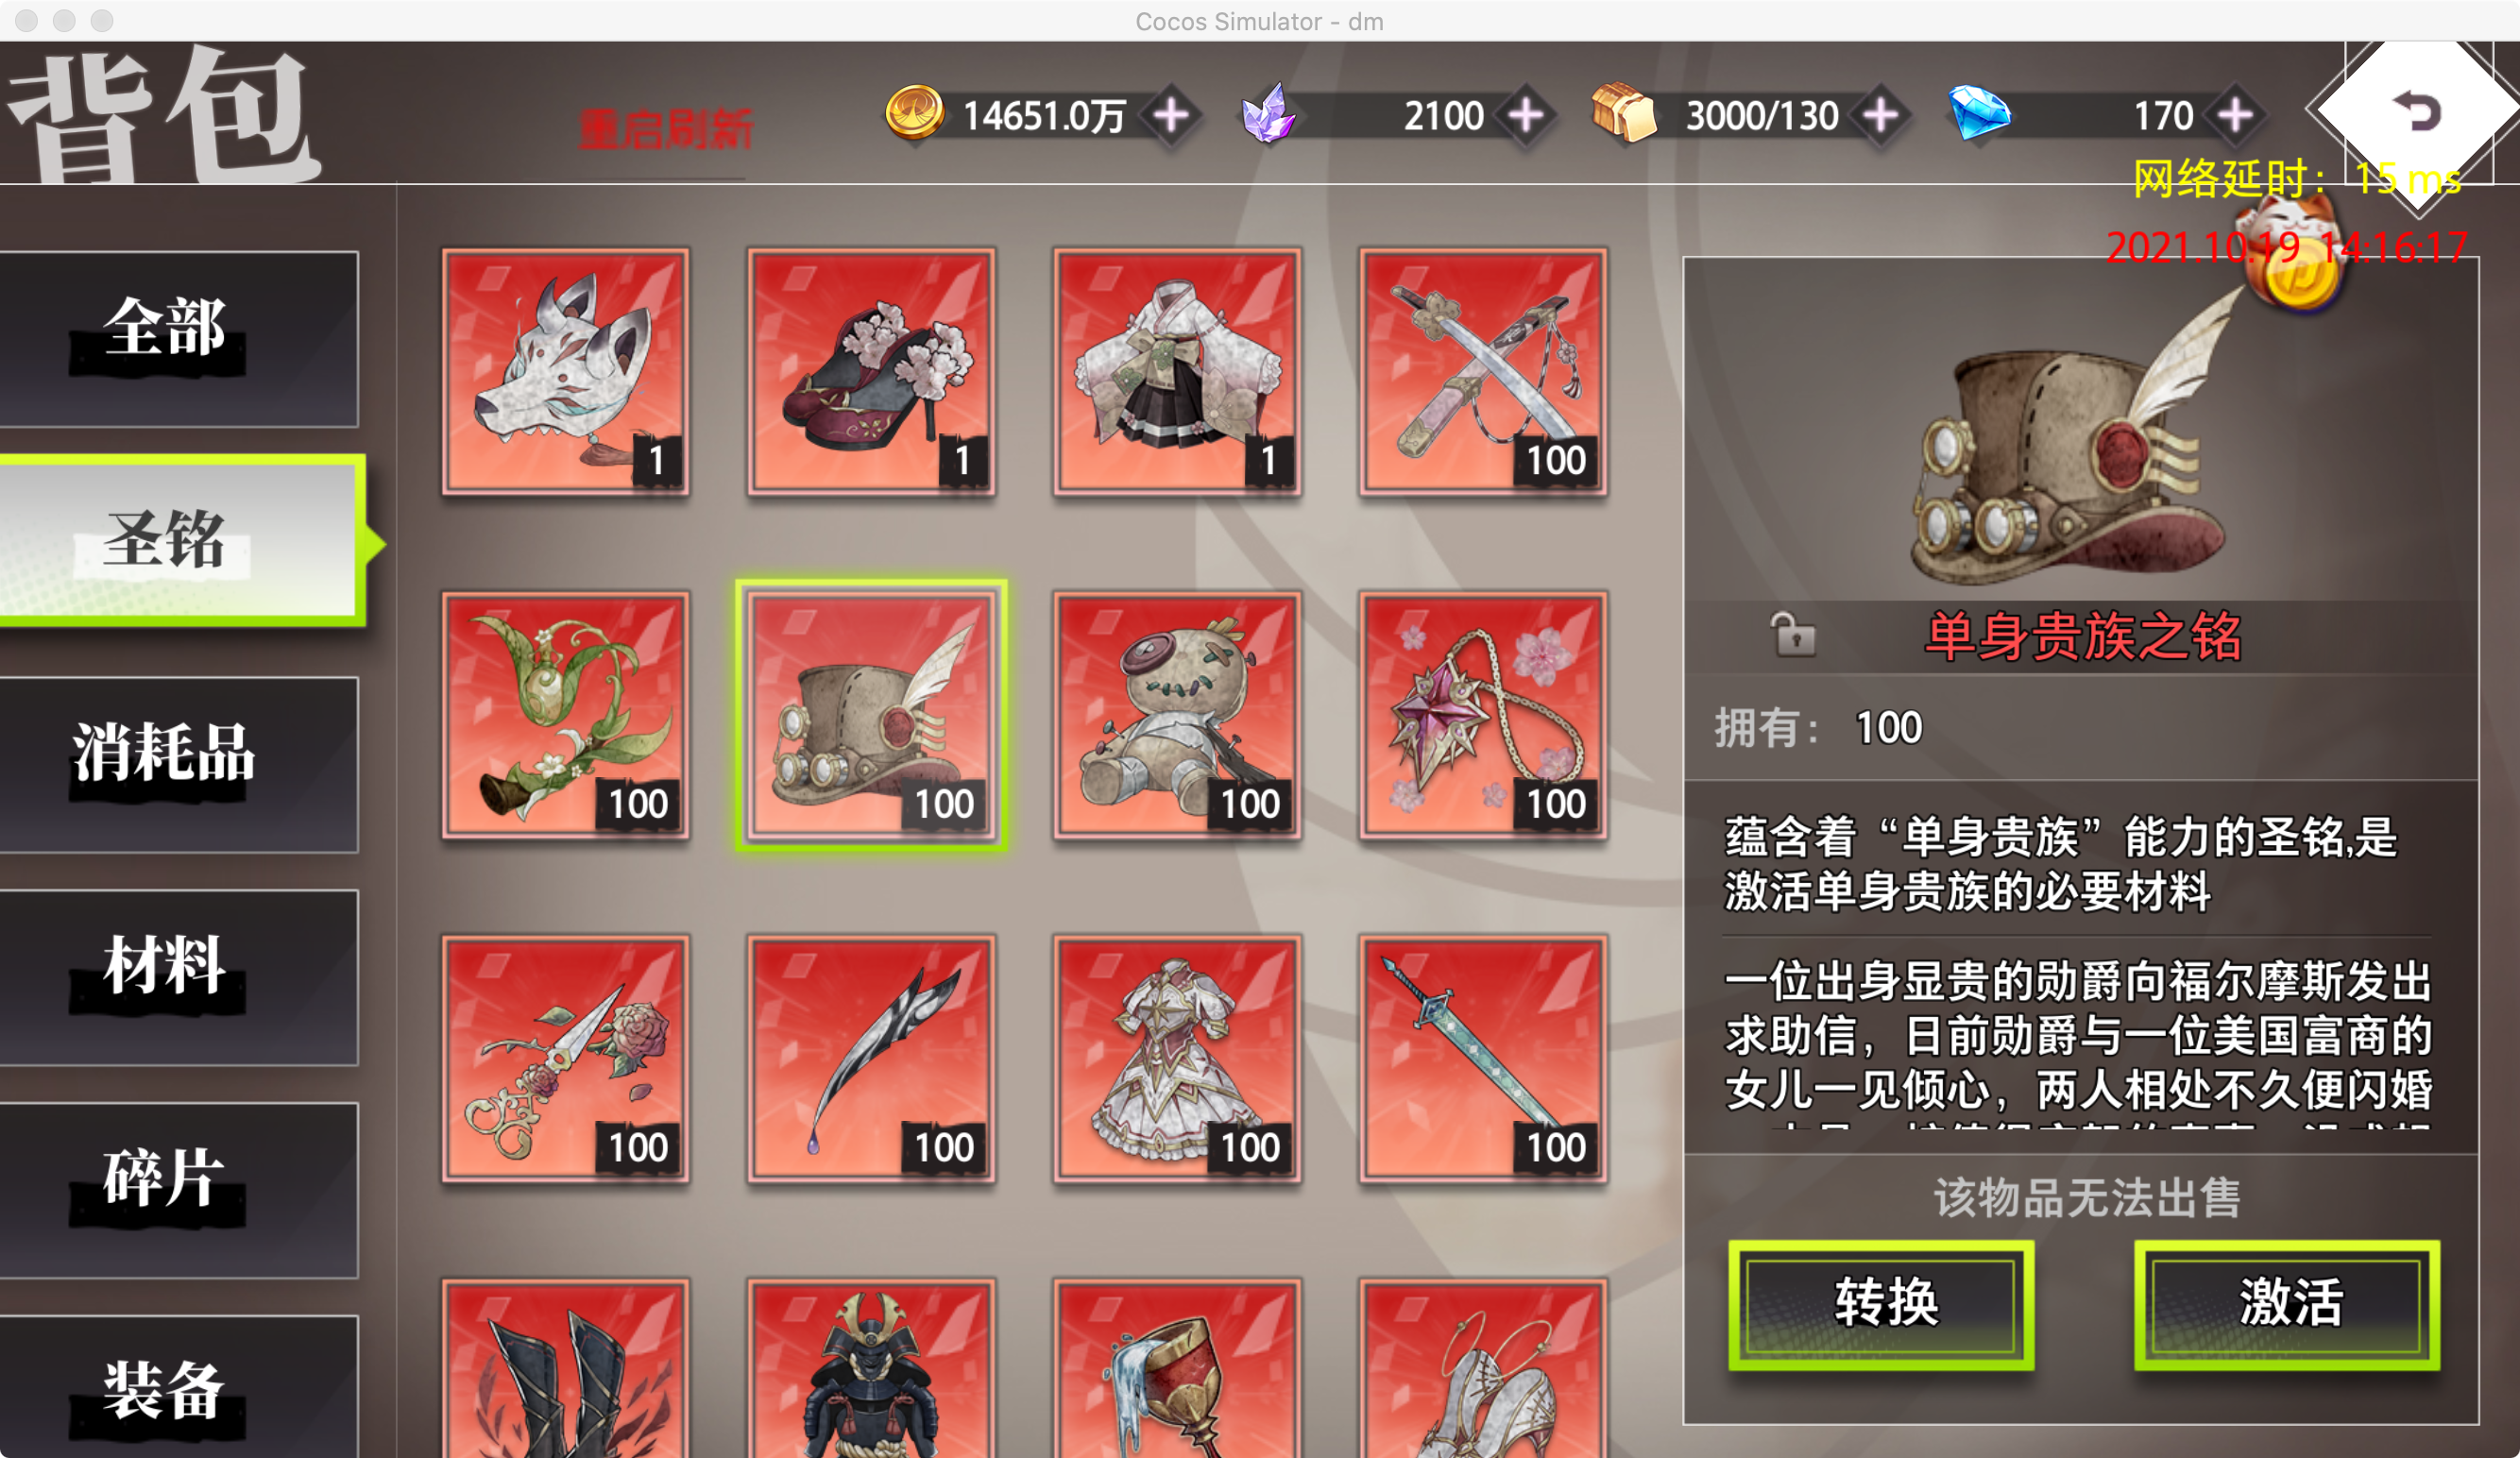 Cocos Simulator - dm
背包
重启刷新
14651.0万
2100
3000/130
170
网络延时：15 ms
2021.10.19 14:16:17
全部
圣铭
消耗品
材料
碎片
装备
1
1
1
100
100
100
100
100
100
100
100
100
单身贵族之铭
拥有： 100
蕴含着“单身贵族”能力的圣铭,是
激活单身贵族的必要材料
一位出身显贵的勋爵向福尔摩斯发出
求助信，日前勋爵与一位美国富商的
女儿一见倾心，两人相处不久便闪婚
该物品无法出售
转换
激活